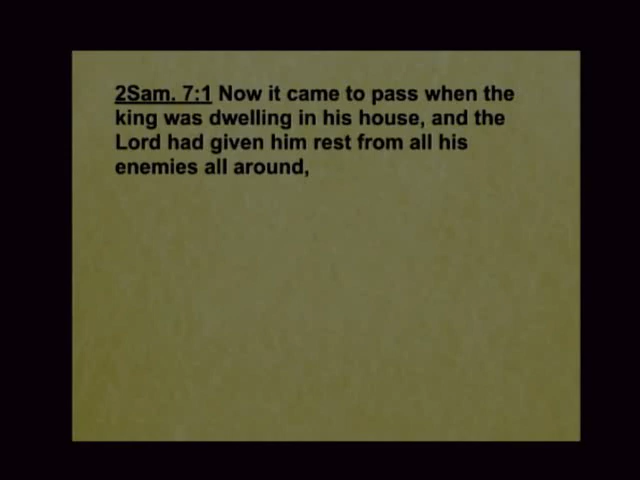 2Sam. 7:1 Now it came to pass when the
king was dwelling in his house, and the
Lord had given him rest from all his
enemies all around,